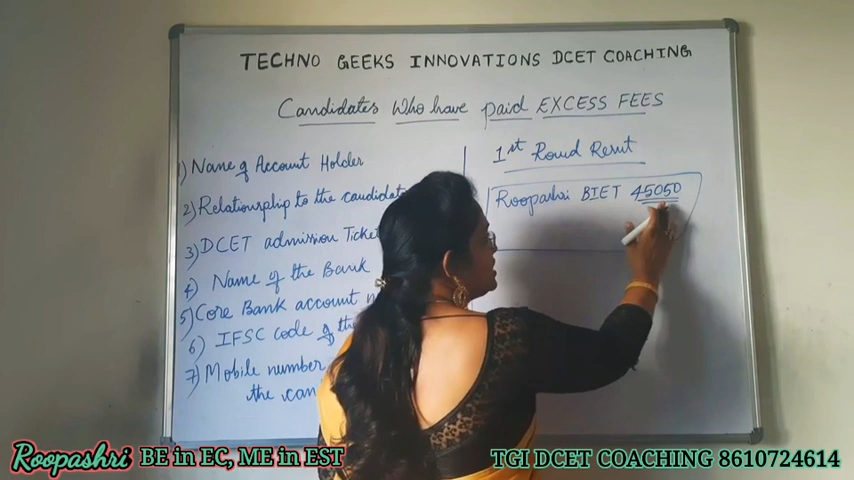 TECHNO GEEKS INNOVATIONS DCET COACHING
Candidates Who have paid EXCESS FEES
1) Name of Account Holder
2) Relationship to the candidate
3) DCET admission Ticket
4) Name of the Bank
5) Core Bank account n
6) IFSC code of the
7) Mobile number
the can
1st Round Result
Roopashri BIET 45050
Roopashri BE in EC, ME in EST
TGI DCET COACHING 8610724614